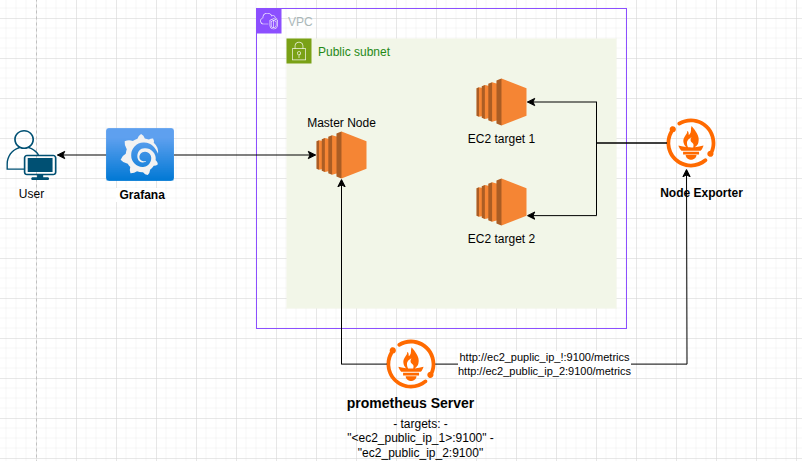 VPC
Public subnet
Master Node
EC2 target 1
EC2 target 2
User
Grafana
Node Exporter
http://ec2_puplic_ip_!:9100/metrics
http://ec2_public_ip_2:9100/metrics
prometheus Server
- targets: -
"<ec2_public_ip_1>:9100" -
"ec2_public_ip_2:9100"